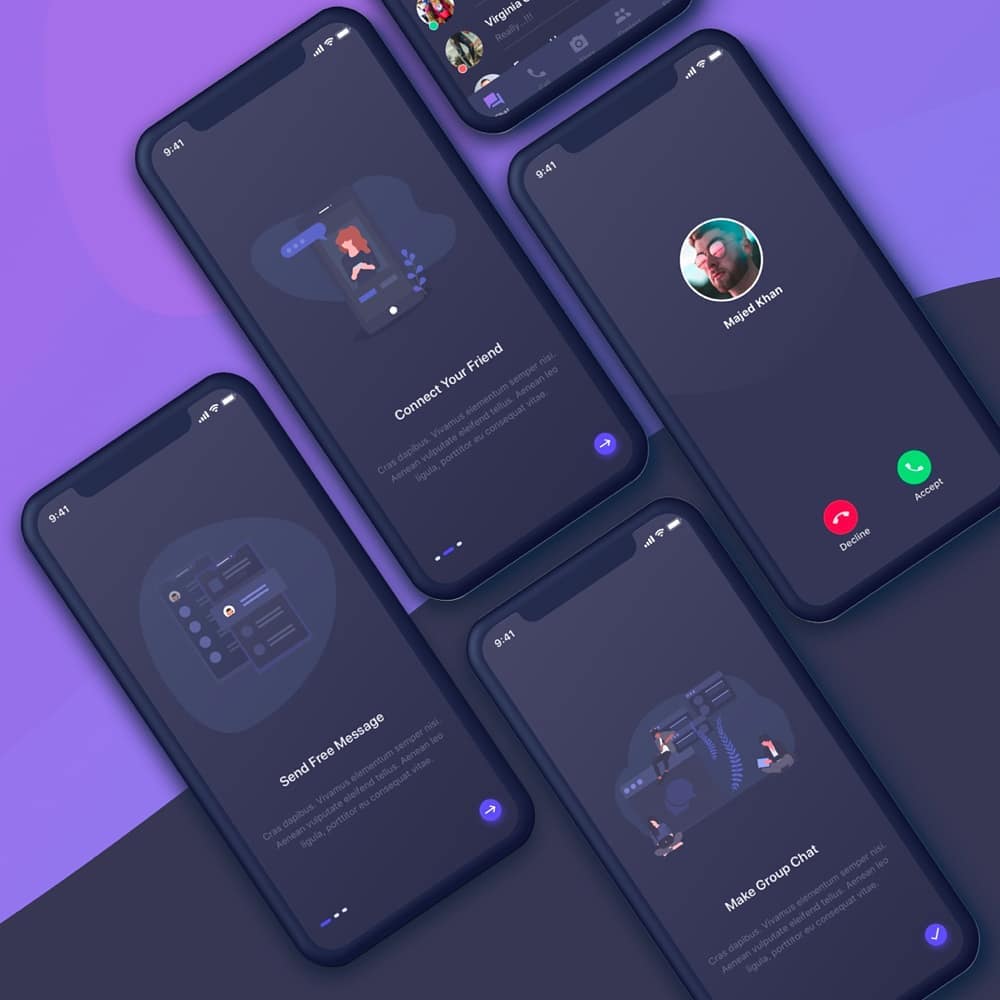 Virginia
Really...!!!
9:41
Connect Your Friend
Cras dapibus. Vivamus elementum semper nisi.
Aenean vulputate eleifend tellus. Aenean leo
ligula, porttitor eu consequat vitae.
9:41
Majed Khan
Decline
Accept
9:41
Send Free Message
Cras dapibus. Vivamus elementum semper nisi.
Aenean vulputate eleifend tellus. Aenean leo
ligula, porttitor eu consequat vitae.
9:41
Make Group Chat
Cras dapibus. Vivamus elementum semper nisi.
Aenean vulputate eleifend tellus. Aenean leo
ligula, porttitor eu consequat vitae.